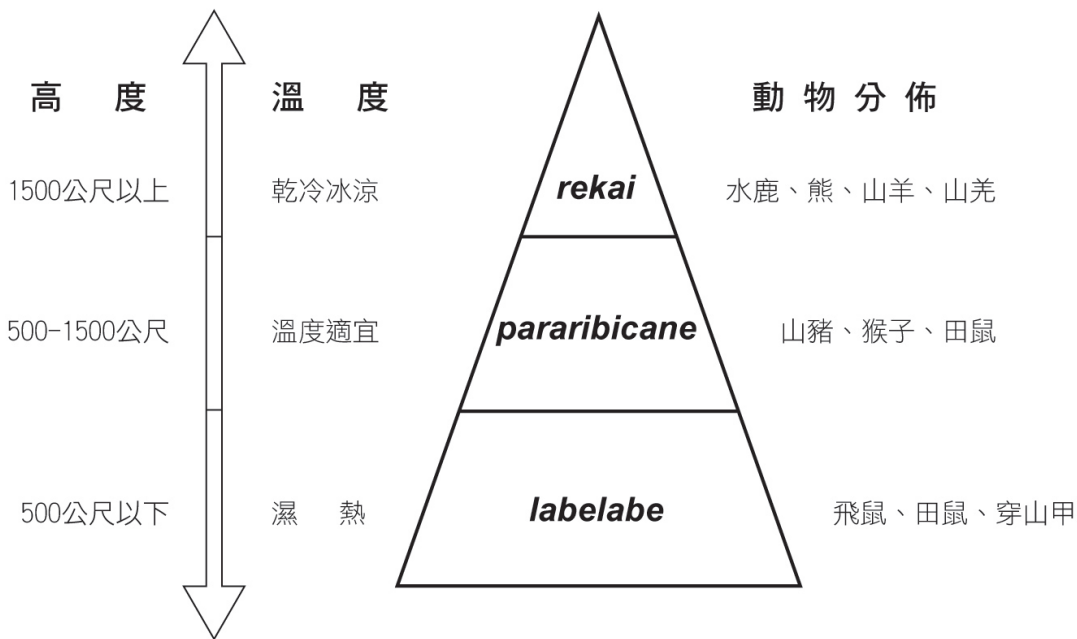 高度 溫度 動物分佈
1500公尺以上 乾冷冰涼 rekai 水鹿、熊、山羊、山羌
500-1500公尺 溫度適宜 pararibicane 山豬、猴子、田鼠
500公尺以下 濕熱 labelabe 飛鼠、田鼠、穿山甲